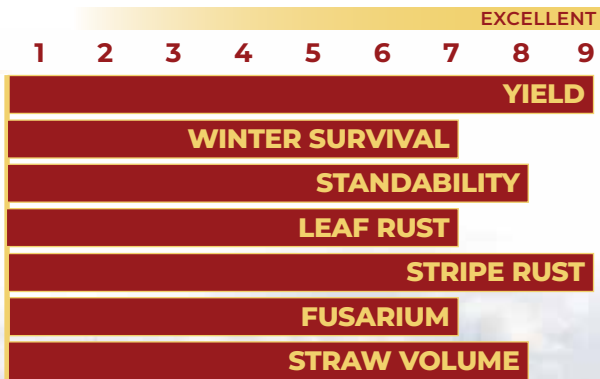 EXCELLENT
1 2 3 4 5 6 7 8 9
YIELD
WINTER SURVIVAL
STANDABILITY
LEAF RUST
STRIPE RUST
FUSARIUM
STRAW VOLUME